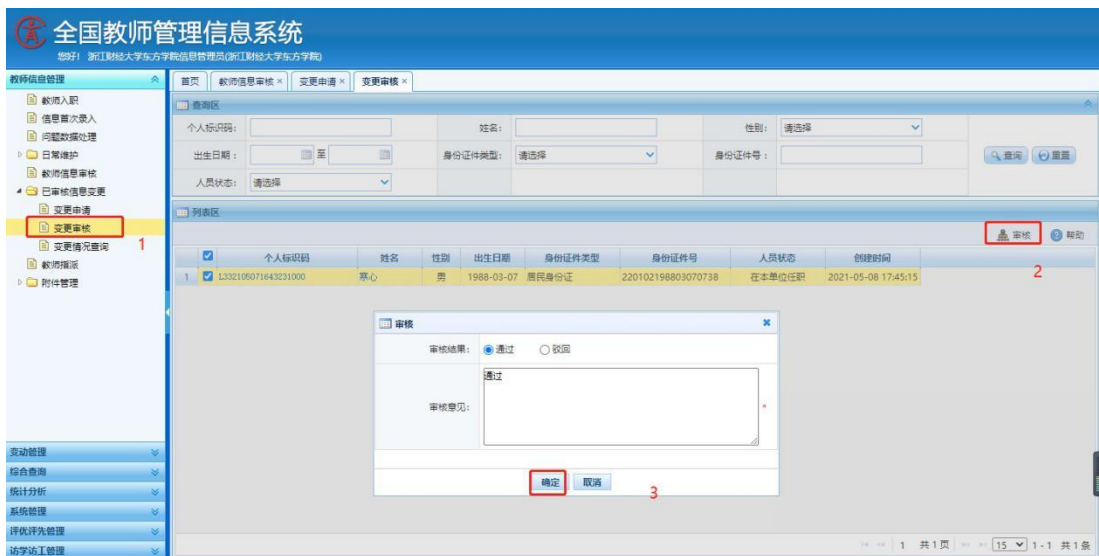 全国教师管理信息系统
您好! 浙江财经大学东方学院信息管理员(浙江财经大学东方学院)
教师信息管理
教师入职
信息首次录入
问题数据处理
日常维护
教师信息审核
已审核信息变更
变更申请
变更审核
1
变更情况查询
教师指派
附件管理
变动管理
综合查询
统计分析
系统管理
评优评先管理
访学访工管理
首页 教师信息审核 × 变更申请 × 变更审核 ×
查询区
个人标识码: 姓名: 性别: 请选择
出生日期: 至 身份证件类型: 请选择 身份证件号: 查询 重置
人员状态: 请选择
列表区
审核 帮助
2
个人标识码 姓名 性别 出生日期 身份证件类型 身份证件号 人员状态 创建时间
1 L332105071643231000 寒心 男 1988-03-07 居民身份证 220102198803070738 在本单位任职 2021-05-08 17:45:15
审核
审核结果: 通过 驳回
审核意见: 通过 *
确定 取消
3
1 共1页 15 1-1 共1条